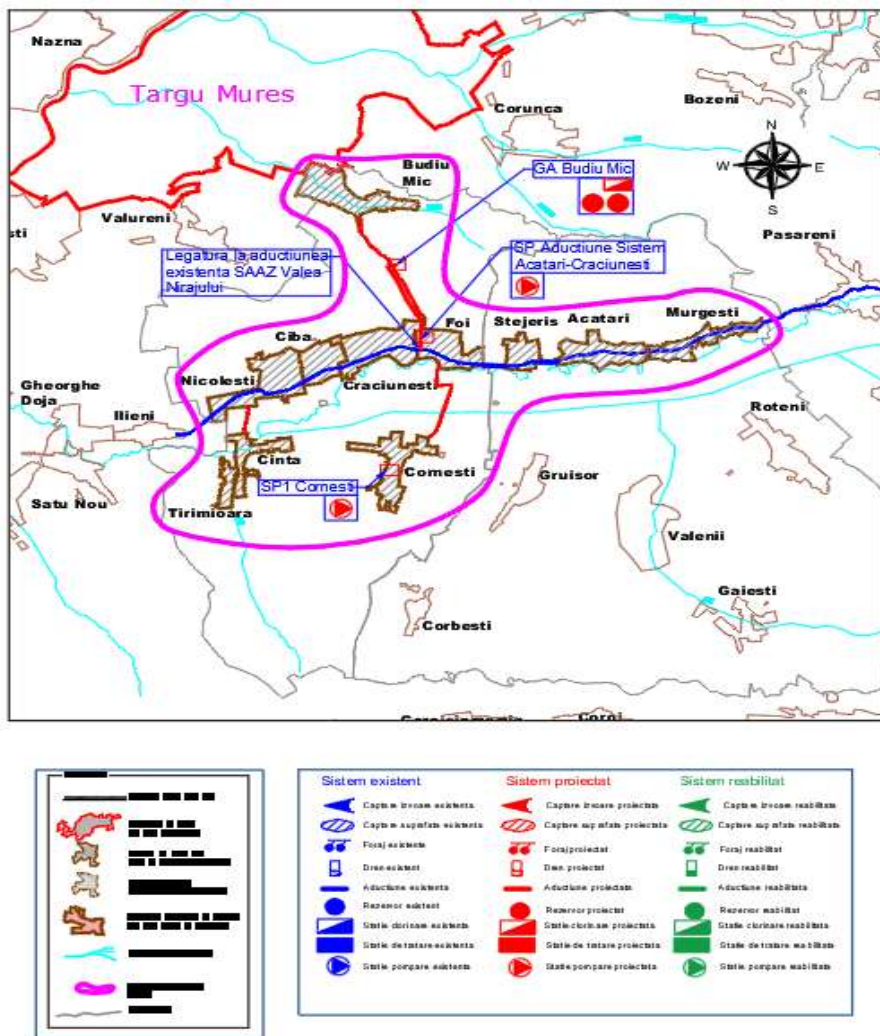 Nazna
Targu Mures
Corunca
Bozeni
N
W E
S
Budiu
Mic
GA Budiu Mic
Valureni
sti
Pasareni
Legatura la aductiunea
existenta SAAZ Valea
Nirajului
SP Aductiune Sistem
Acatari-Craciunesti
Ciba
Foi
Stejeris
Acatari
Murgesti
Nicolesti
Craciunesti
Gheorghe
Doja
Ilieni
Roteni
Cinta
Comesti
Gruisor
Satu Nou
SP1 Cornesti
Tirimioara
Valenii
Gaiesti
Corbesti
Coroi
Sistem existent
Captare izvoare existenta
Captare suprafata existenta
Foraj existente
Dren existent
Aductiune existenta
Rezervor existent
Statie clorinare existenta
Statie de tratare existenta
Statie pompare existenta
Sistem proiectat
Captare izvoare proiectata
Captare suprafata proiectata
Foraj proiectat
Dren proiectat
Aductiune proiectata
Rezervor proiectat
Statie clorinare proiectata
Statie de tratare proiectata
Statie pompare proiectata
Sistem reabilitat
Captare izvoare reabilitata
Captare suprafata reabilitata
Foraj reabilitat
Dren reabilitat
Aductiune reabilitata
Rezervor reabilitat
Statie clorinare reabilitata
Statie de tratare reabilitata
Statie pompare reabilitata